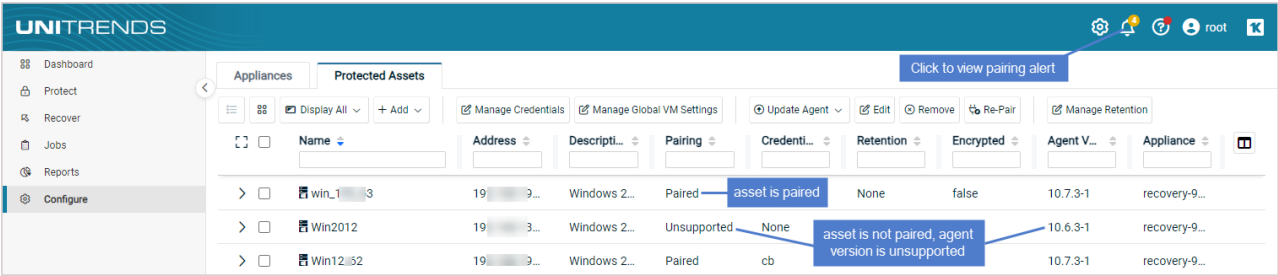 UNITRENDS
4
root
Click to view pairing alert
Dashboard
Protect
Recover
Jobs
Reports
Configure
Appliances
Protected Assets
Display All
+ Add
Manage Credentials
Manage Global VM Settings
Update Agent
Edit
Remove
Re-Pair
Manage Retention
Name Address Descripti... Pairing Credenti... Retention Encrypted Agent V... Appliance
win_1 3 19 9... Windows 2... Paired asset is paired None false 10.7.3-1 recovery-9...
Win2012 19 3... Windows 2... Unsupported None 10.6.3-1 recovery-9...
asset is not paired, agent
version is unsupported
Win12 62 19 9... Windows 2... Paired cb 10.7.3-1 recovery-9...